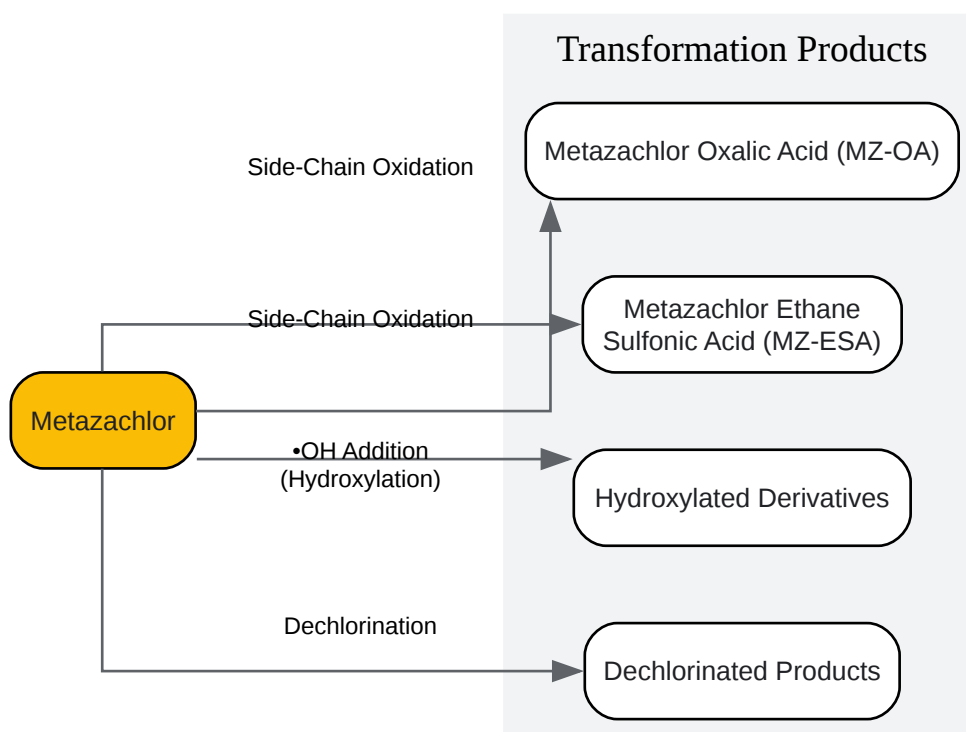 Transformation Products
Side-Chain Oxidation
Metazachlor Oxalic Acid (MZ-OA)
Side-Chain Oxidation
Metazachlor Ethane
Sulfonic Acid (MZ-ESA)
Metazachlor
•OH Addition
(Hydroxylation)
Hydroxylated Derivatives
Dechlorination
Dechlorinated Products